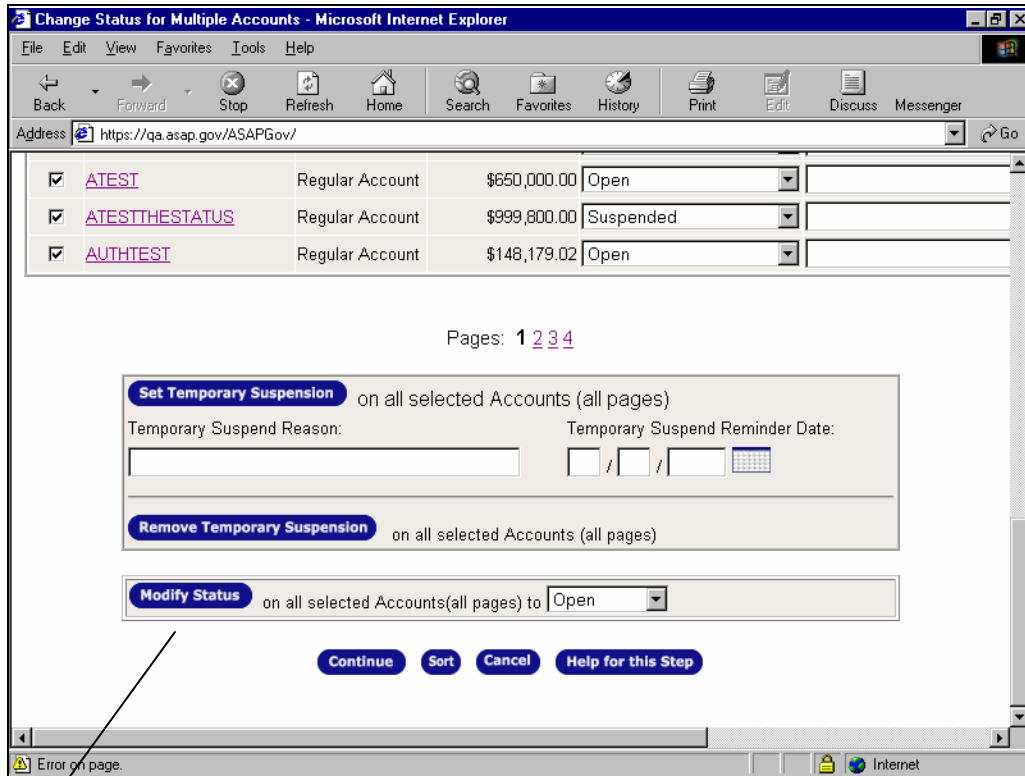 Change Status for Multiple Accounts - Microsoft Internet Explorer
File Edit View Favorites Tools Help
Back Forward Stop Refresh Home Search Favorites History Print Edit Discuss Messenger
Address https://qa.asap.gov/ASAPGov/ Go
ATEST Regular Account $650,000.00 Open
ATESTTHESTATUS Regular Account $999,800.00 Suspended
AUTHTEST Regular Account $148,179.02 Open
Pages: 1 2 3 4
Set Temporary Suspension on all selected Accounts (all pages)
Temporary Suspend Reason: Temporary Suspend Reminder Date:
/ /
Remove Temporary Suspension on all selected Accounts (all pages)
Modify Status on all selected Accounts(all pages) to Open
Continue Sort Cancel Help for this Step
Error on page. Internet